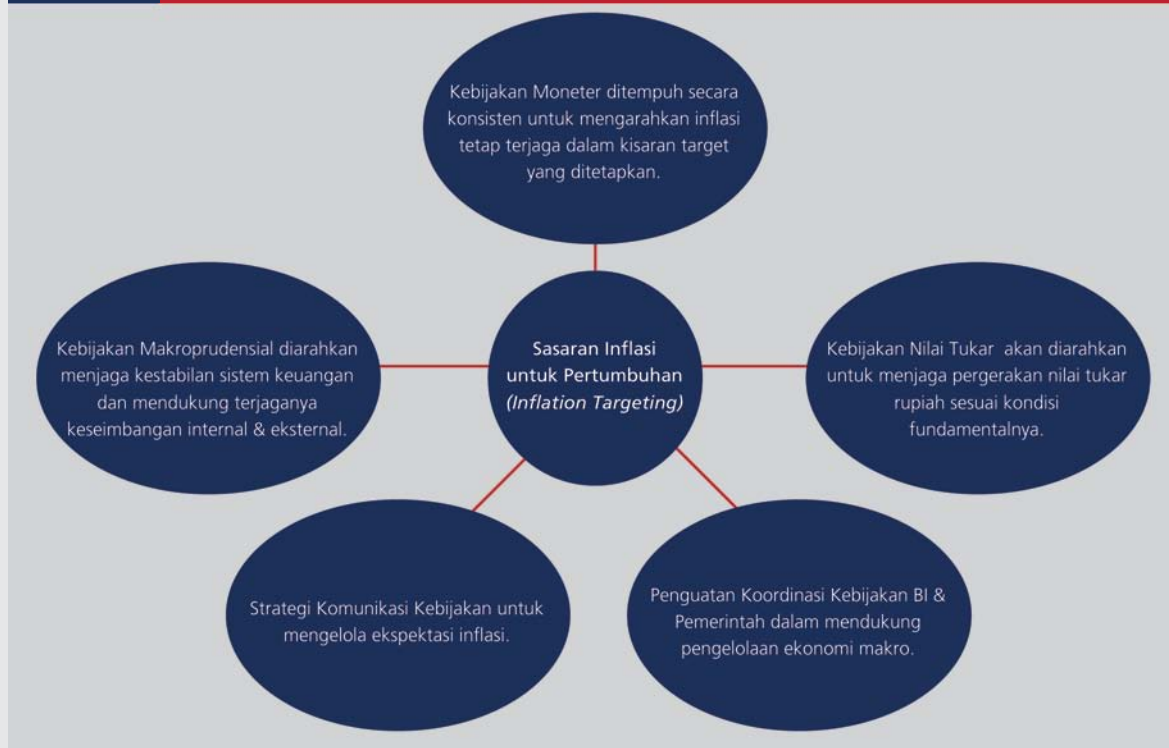 Kebijakan Moneter ditempuh secara
konsisten untuk mengarahkan inflasi
tetap terjaga dalam kisaran target
yang ditetapkan.
Kebijakan Makroprudensial diarahkan
menjaga kestabilan sistem keuangan
dan mendukung terjaganya
keseimbangan internal & eksternal.
Sasaran Inflasi
untuk Pertumbuhan
(Inflation Targeting)
Kebijakan Nilai Tukar akan diarahkan
untuk menjaga pergerakan nilai tukar
rupiah sesuai kondisi
fundamentalnya.
Strategi Komunikasi Kebijakan untuk
mengelola ekspektasi inflasi.
Penguatan Koordinasi Kebijakan BI &
Pemerintah dalam mendukung
pengelolaan ekonomi makro.